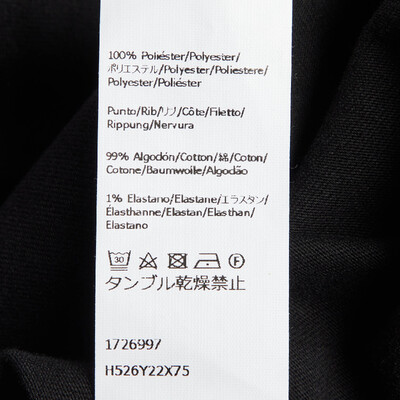 100% Poliéster/Polyester/
ポリエステル/Polyester/Poliestere/
Polyester/Poliéster
Punto/Rib/リブ/Côte/Filetto/
Rippung/Nervura
99% Algodón/Cotton/綿/Coton/
Cotone/Baumwolle/Algodão
1% Elastano/Elastane/エラスタン/
Élasthanne/Elastan/Elasthan/
Elastano
30
F
タンブル乾燥禁止
1726997
H526Y22X75